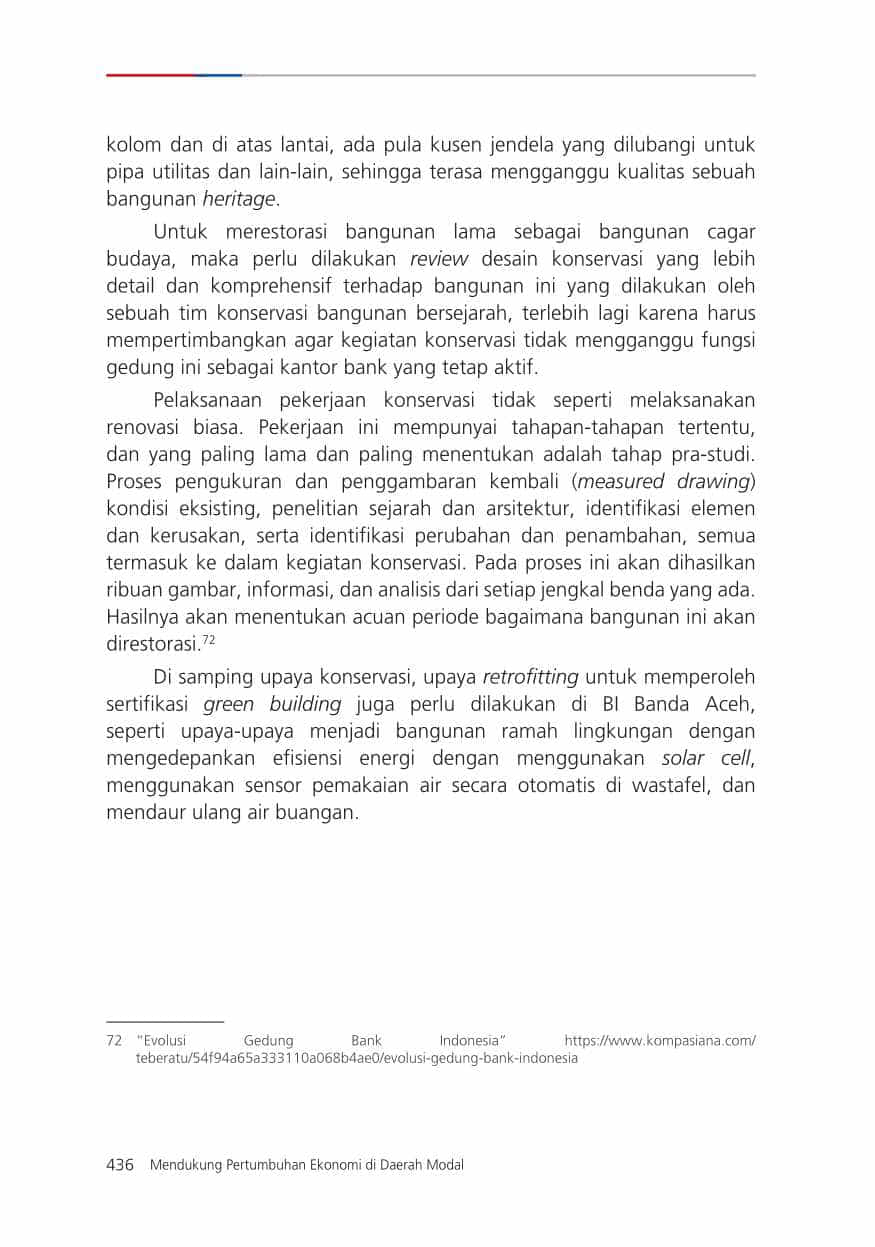 kolom dan di atas lantai, ada pula kusen jendela yang dilubangi untuk
pipa utilitas dan lain-lain, sehingga terasa mengganggu kualitas sebuah
bangunan heritage.
Untuk merestorasi bangunan lama sebagai bangunan cagar
budaya, maka perlu dilakukan review desain konservasi yang lebih
detail dan komprehensif terhadap bangunan ini yang dilakukan oleh
sebuah tim konservasi bangunan bersejarah, terlebih lagi karena harus
mempertimbangkan agar kegiatan konservasi tidak mengganggu fungsi
gedung ini sebagai kantor bank yang tetap aktif.
Pelaksanaan pekerjaan konservasi tidak seperti melaksanakan
renovasi biasa. Pekerjaan ini mempunyai tahapan-tahapan tertentu,
dan yang paling lama dan paling menentukan adalah tahap pra-studi.
Proses pengukuran dan penggambaran kembali (measured drawing)
kondisi eksisting, penelitian sejarah dan arsitektur, identifikasi elemen
dan kerusakan, serta identifikasi perubahan dan penambahan, semua
termasuk ke dalam kegiatan konservasi. Pada proses ini akan dihasilkan
ribuan gambar, informasi, dan analisis dari setiap jengkal benda yang ada.
Hasilnya akan menentukan acuan periode bagaimana bangunan ini akan
direstorasi.72
Di samping upaya konservasi, upaya retrofitting untuk memperoleh
sertifikasi green building juga perlu dilakukan di BI Banda Aceh,
seperti upaya-upaya menjadi bangunan ramah lingkungan dengan
mengedepankan efisiensi energi dengan menggunakan solar cell,
menggunakan sensor pemakaian air secara otomatis di wastafel, dan
mendaur ulang air buangan.
72 “Evolusi Gedung Bank Indonesia” https://www.kompasiana.com/
teberatu/54f94a65a333110a068b4ae0/evolusi-gedung-bank-indonesia
436 Mendukung Pertumbuhan Ekonomi di Daerah Modal